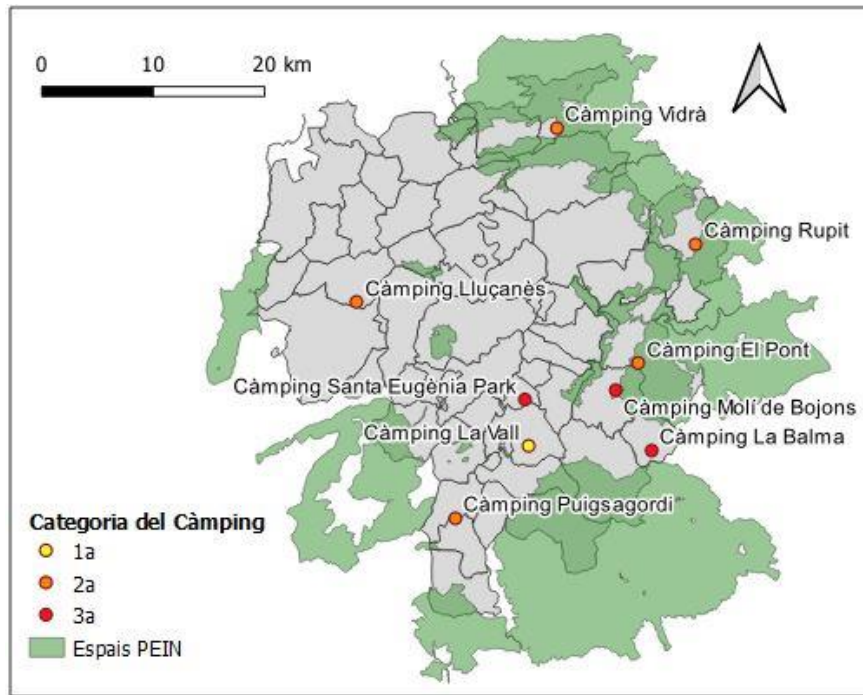 0 10 20 km
Càmping Vidrà
Càmping Rupit
Càmping Lluçanès
Càmping El Pont
Càmping Santa Eugènia Park
Càmping Molí de Bojons
Càmping La Vall
Càmping La Balma
Càmping Puigsagordi
Categoria del Càmping
1a
2a
3a
Espais PEIN